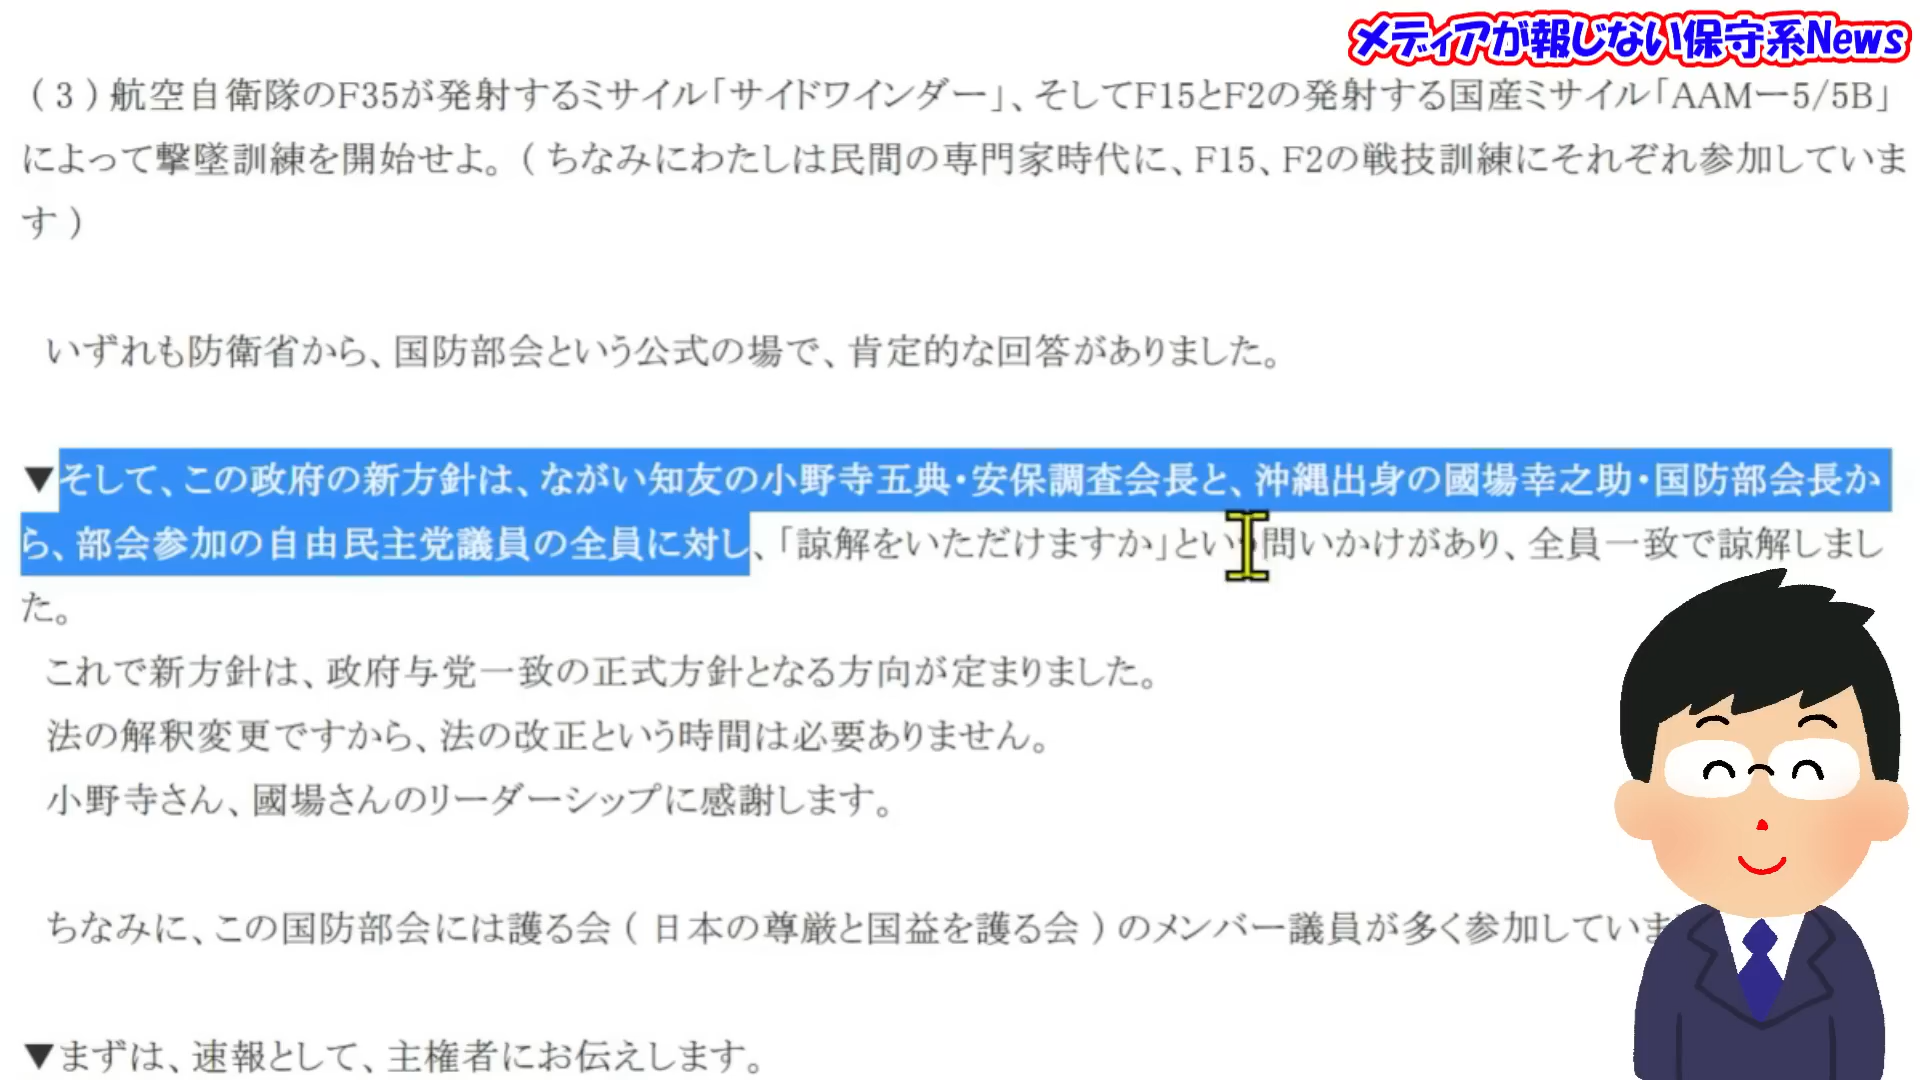 メディアが報じない保守系News
（３）航空自衛隊のF35が発射するミサイル「サイドワインダー」、そしてF15とF2の発射する国産ミサイル「AAMー5/5B」
によって撃墜訓練を開始せよ。（ちなみにわたしは民間の専門家時代に、F15、F2の戦技訓練にそれぞれ参加していま
す）
いずれも防衛省から、国防部会という公式の場で、肯定的な回答がありました。
▼そして、この政府の新方針は、ながい知友の小野寺五典・安保調査会長と、沖縄出身の國場幸之助・国防部会長か
ら、部会参加の自由民主党議員の全員に対し、「諒解をいただけますか」という問いかけがあり、全員一致で諒解しまし
た。
これで新方針は、政府与党一致の正式方針となる方向が定まりました。
法の解釈変更ですから、法の改正という時間は必要ありません。
小野寺さん、國場さんのリーダーシップに感謝します。
ちなみに、この国防部会には護る会（日本の尊厳と国益を護る会）のメンバー議員が多く参加していま
▼まずは、速報として、主権者にお伝えします。